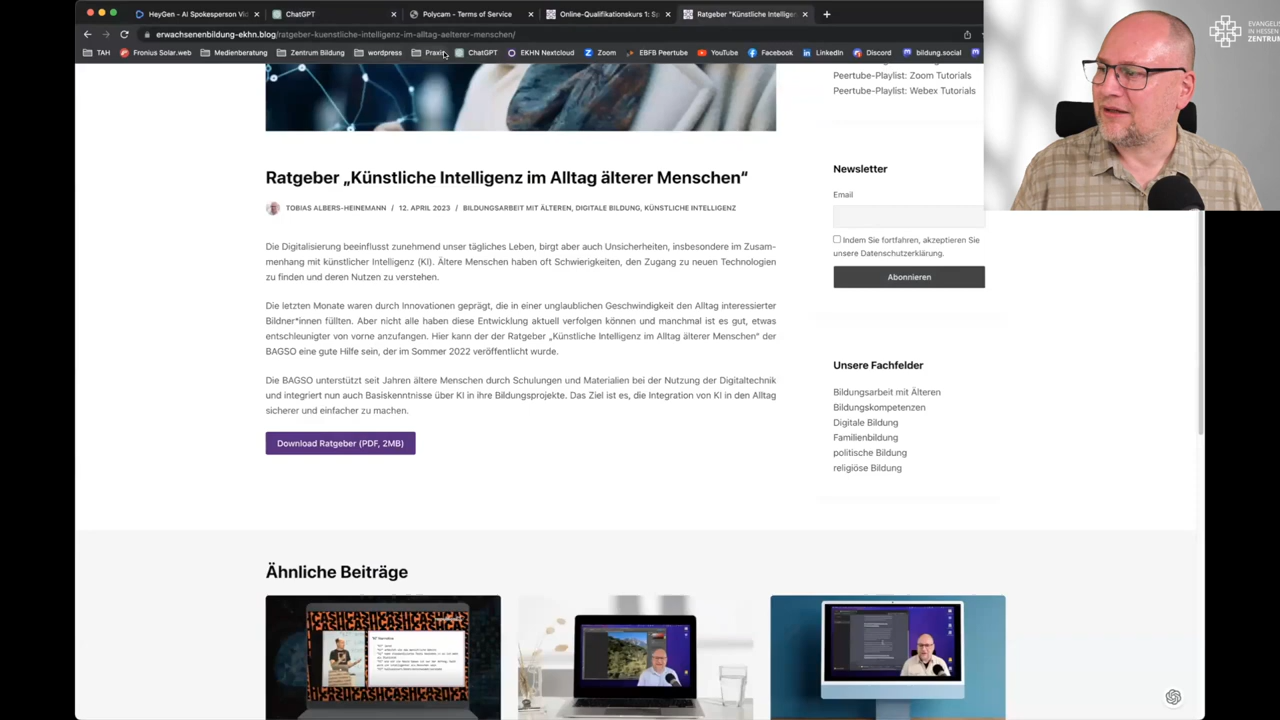 HeyGen - AI Spokesperson Vid
ChatGPT
Polycam - Terms of Service
Online-Qualifikationskurs 1: Sp
Ratgeber "Künstliche Intelligen
erwachsenenbildung-ekhn.blog/ratgeber-kuenstliche-intelligenz-im-alltag-aelterer-menschen/
TAH
Fronius Solar.web
Medienberatung
Zentrum Bildung
wordpress
Praxis
ChatGPT
EKHN Nextcloud
Zoom
EBFB Peertube
YouTube
Facebook
LinkedIn
Discord
bildung.social
EVANGELIS
IN HESSEN
ZENTRUM
Peertube-Playlist: Zoom Tutorials
Peertube-Playlist: Webex Tutorials
Ratgeber „Künstliche Intelligenz im Alltag älterer Menschen“
TOBIAS ALBERS-HEINEMANN / 12. APRIL 2023 / BILDUNGSARBEIT MIT ÄLTEREN, DIGITALE BILDUNG, KÜNSTLICHE INTELLIGENZ
Die Digitalisierung beeinflusst zunehmend unser tägliches Leben, birgt aber auch Unsicherheiten, insbesondere im Zusam-
menhang mit künstlicher Intelligenz (KI). Ältere Menschen haben oft Schwierigkeiten, den Zugang zu neuen Technologien
zu finden und deren Nutzen zu verstehen.
Die letzten Monate waren durch Innovationen geprägt, die in einer unglaublichen Geschwindigkeit den Alltag interessierter
Bildner*innen füllten. Aber nicht alle haben diese Entwicklung aktuell verfolgen können und manchmal ist es gut, etwas
entschleunigter von vorne anzufangen. Hier kann der der Ratgeber „Künstliche Intelligenz im Alltag älterer Menschen“ der
BAGSO eine gute Hilfe sein, der im Sommer 2022 veröffentlicht wurde.
Die BAGSO unterstützt seit Jahren ältere Menschen durch Schulungen und Materialien bei der Nutzung der Digitaltechnik
und integriert nun auch Basiskenntnisse über KI in ihre Bildungsprojekte. Das Ziel ist es, die Integration von KI in den Alltag
sicherer und einfacher zu machen.
Download Ratgeber (PDF, 2MB)
Newsletter
Email
Indem Sie fortfahren, akzeptieren Sie
unsere Datenschutzerklärung.
Abonnieren
Unsere Fachfelder
Bildungsarbeit mit Älteren
Bildungskompetenzen
Digitale Bildung
Familienbildung
politische Bildung
religiöse Bildung
Ähnliche Beiträge